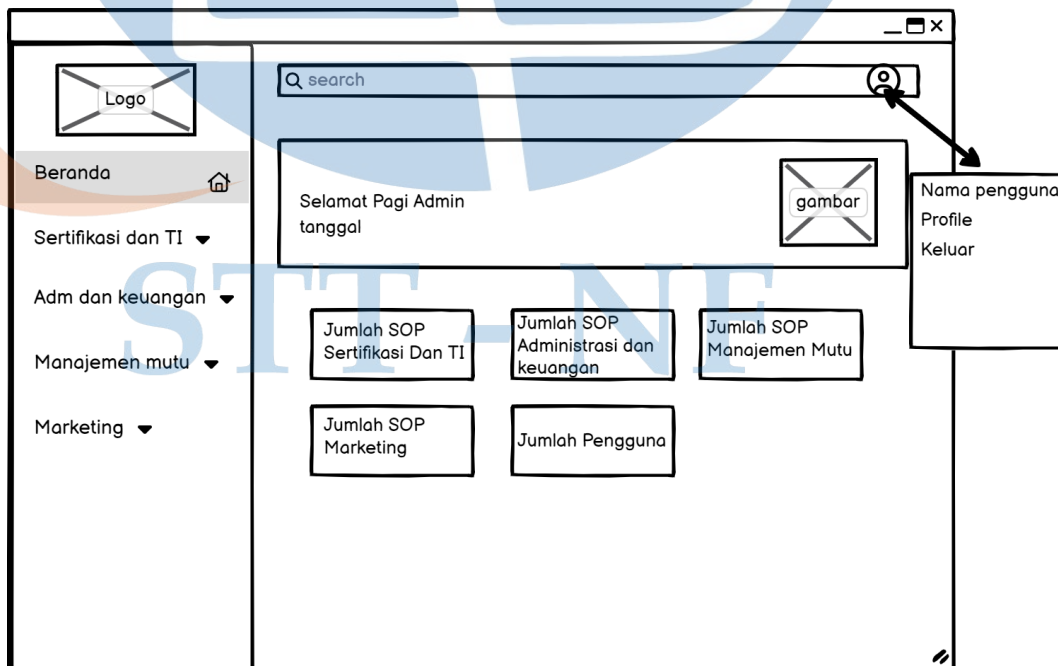 Logo
search
Beranda
Sertifikasi dan TI
Adm dan keuangan
Manajemen mutu
Marketing
Selamat Pagi Admin
tanggal
gambar
Nama pengguna
Profile
Keluar
Jumlah SOP
Sertifikasi Dan TI
Jumlah SOP
Administrasi dan
keuangan
Jumlah SOP
Manajemen Mutu
Jumlah SOP
Marketing
Jumlah Pengguna
STT - NF